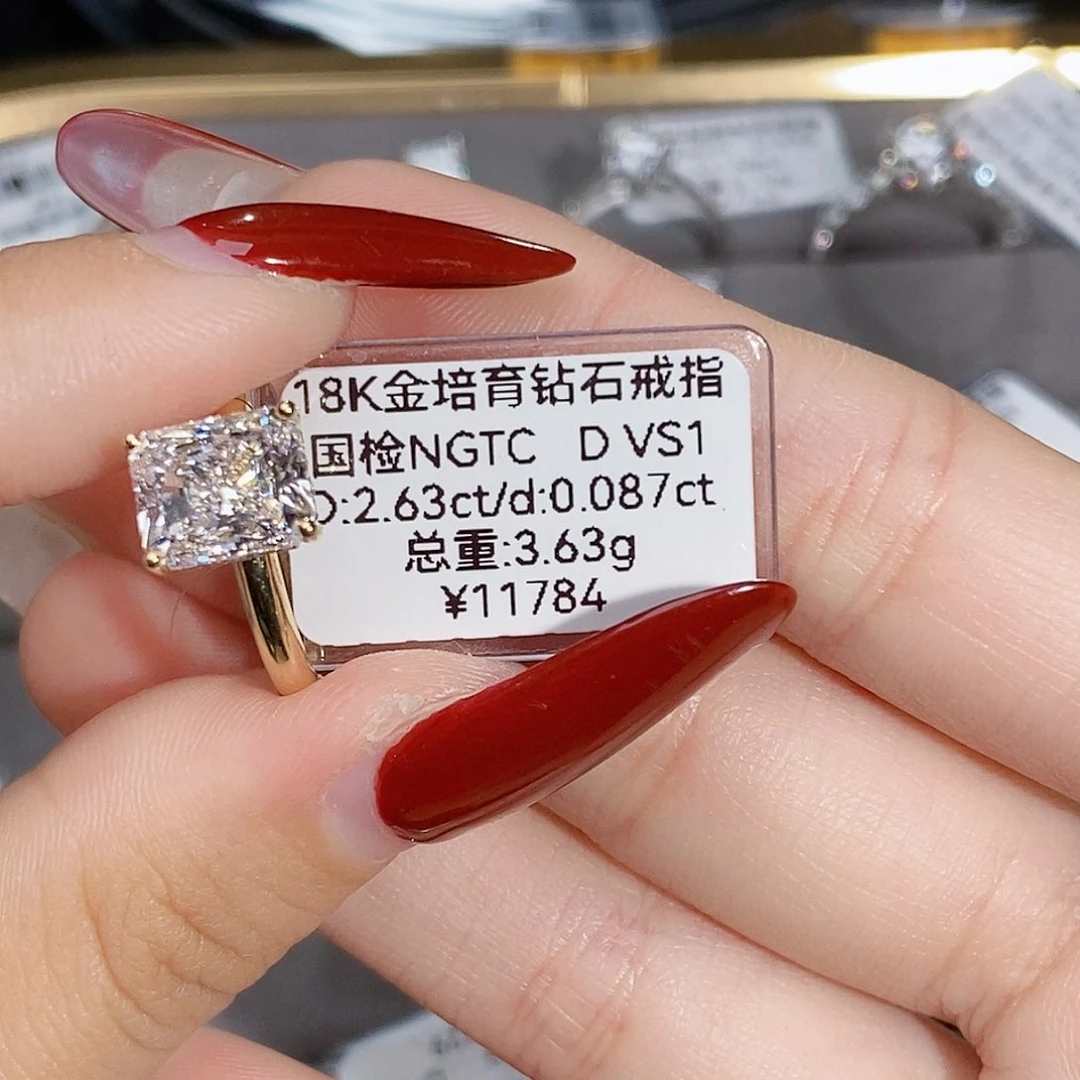 18K金培育钻石戒指
国检NGTC D VS1
D:2.63ct/d:0.087ct
总重:3.63g
¥11784